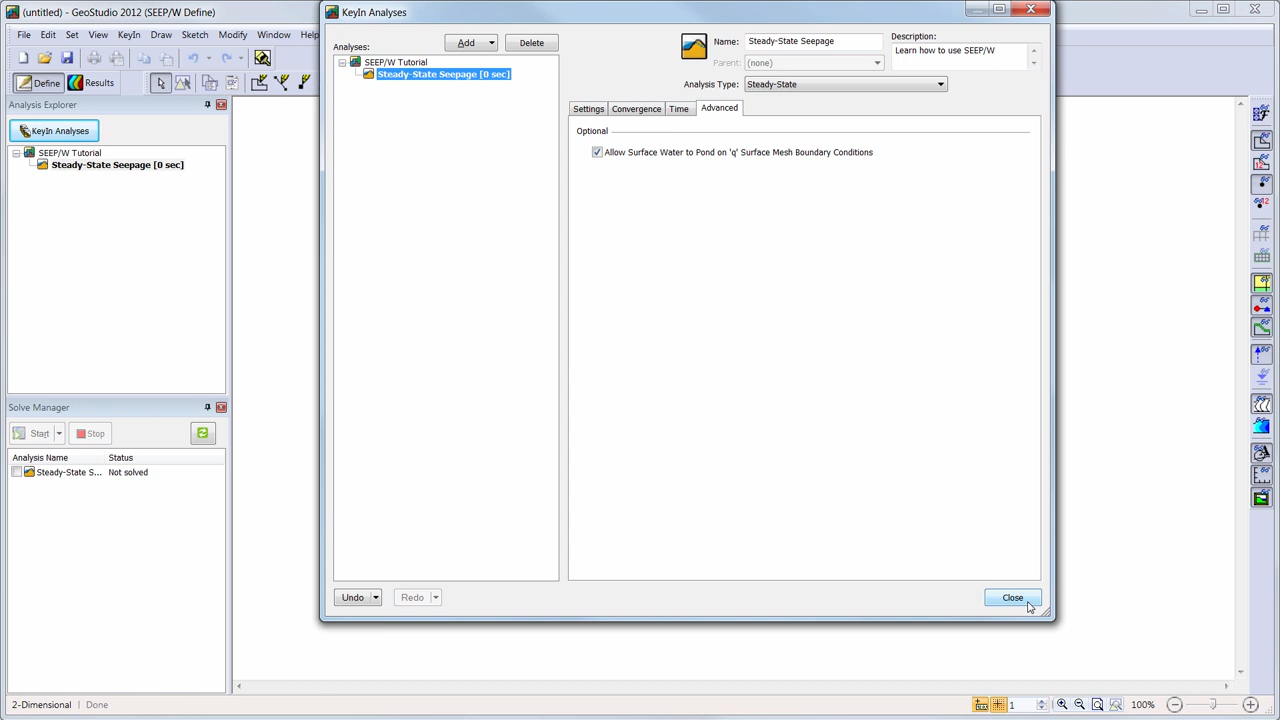 (untitled) - GeoStudio 2012 (SEEP/W Define)
File Edit Set View KeyIn Draw Sketch Modify Window
Define Results
Analysis Explorer
KeyIn Analyses
SEEP/W Tutorial
Steady-State Seepage [0 sec]
Solve Manager
Start Stop
Analysis Name Status
Steady-State S... Not solved
KeyIn Analyses
Analyses: Add Delete
SEEP/W Tutorial
Steady-State Seepage [0 sec]
Name: Steady-State Seepage
Parent: (none)
Description:
Learn how to use SEEP/W
Analysis Type: Steady-State
Settings Convergence Time Advanced
Optional
Allow Surface Water to Pond on 'q' Surface Mesh Boundary Conditions
Undo Redo
Close
2-Dimensional Done
1 100%